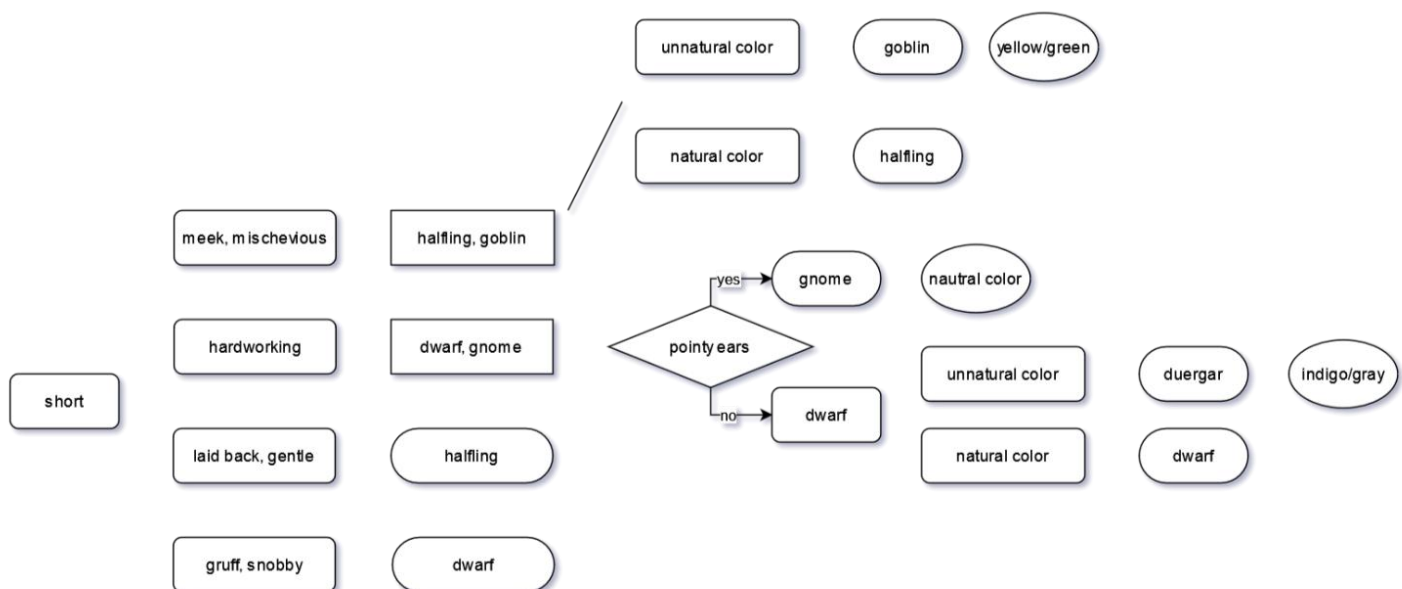 unnatural color
goblin
yellow/green
natural color
halfling
meek, mischevious
halfling, goblin
yes
gnome
nautral color
hardworking
dwarf, gnome
pointy ears
unnatural color
duergar
indigo/gray
short
no
dwarf
laid back, gentle
halfling
natural color
dwarf
gruff, snobby
dwarf